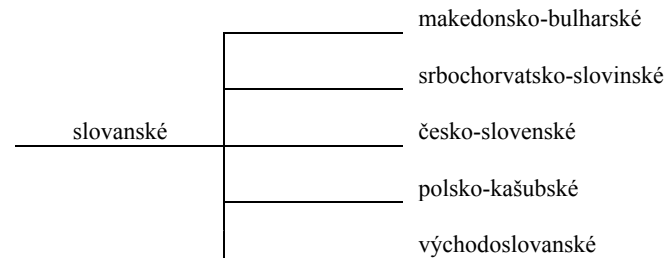 makedonsko-bulharské
srbochorvatsko-slovinské
slovanské
česko-slovenské
polsko-kašubské
východoslovanské